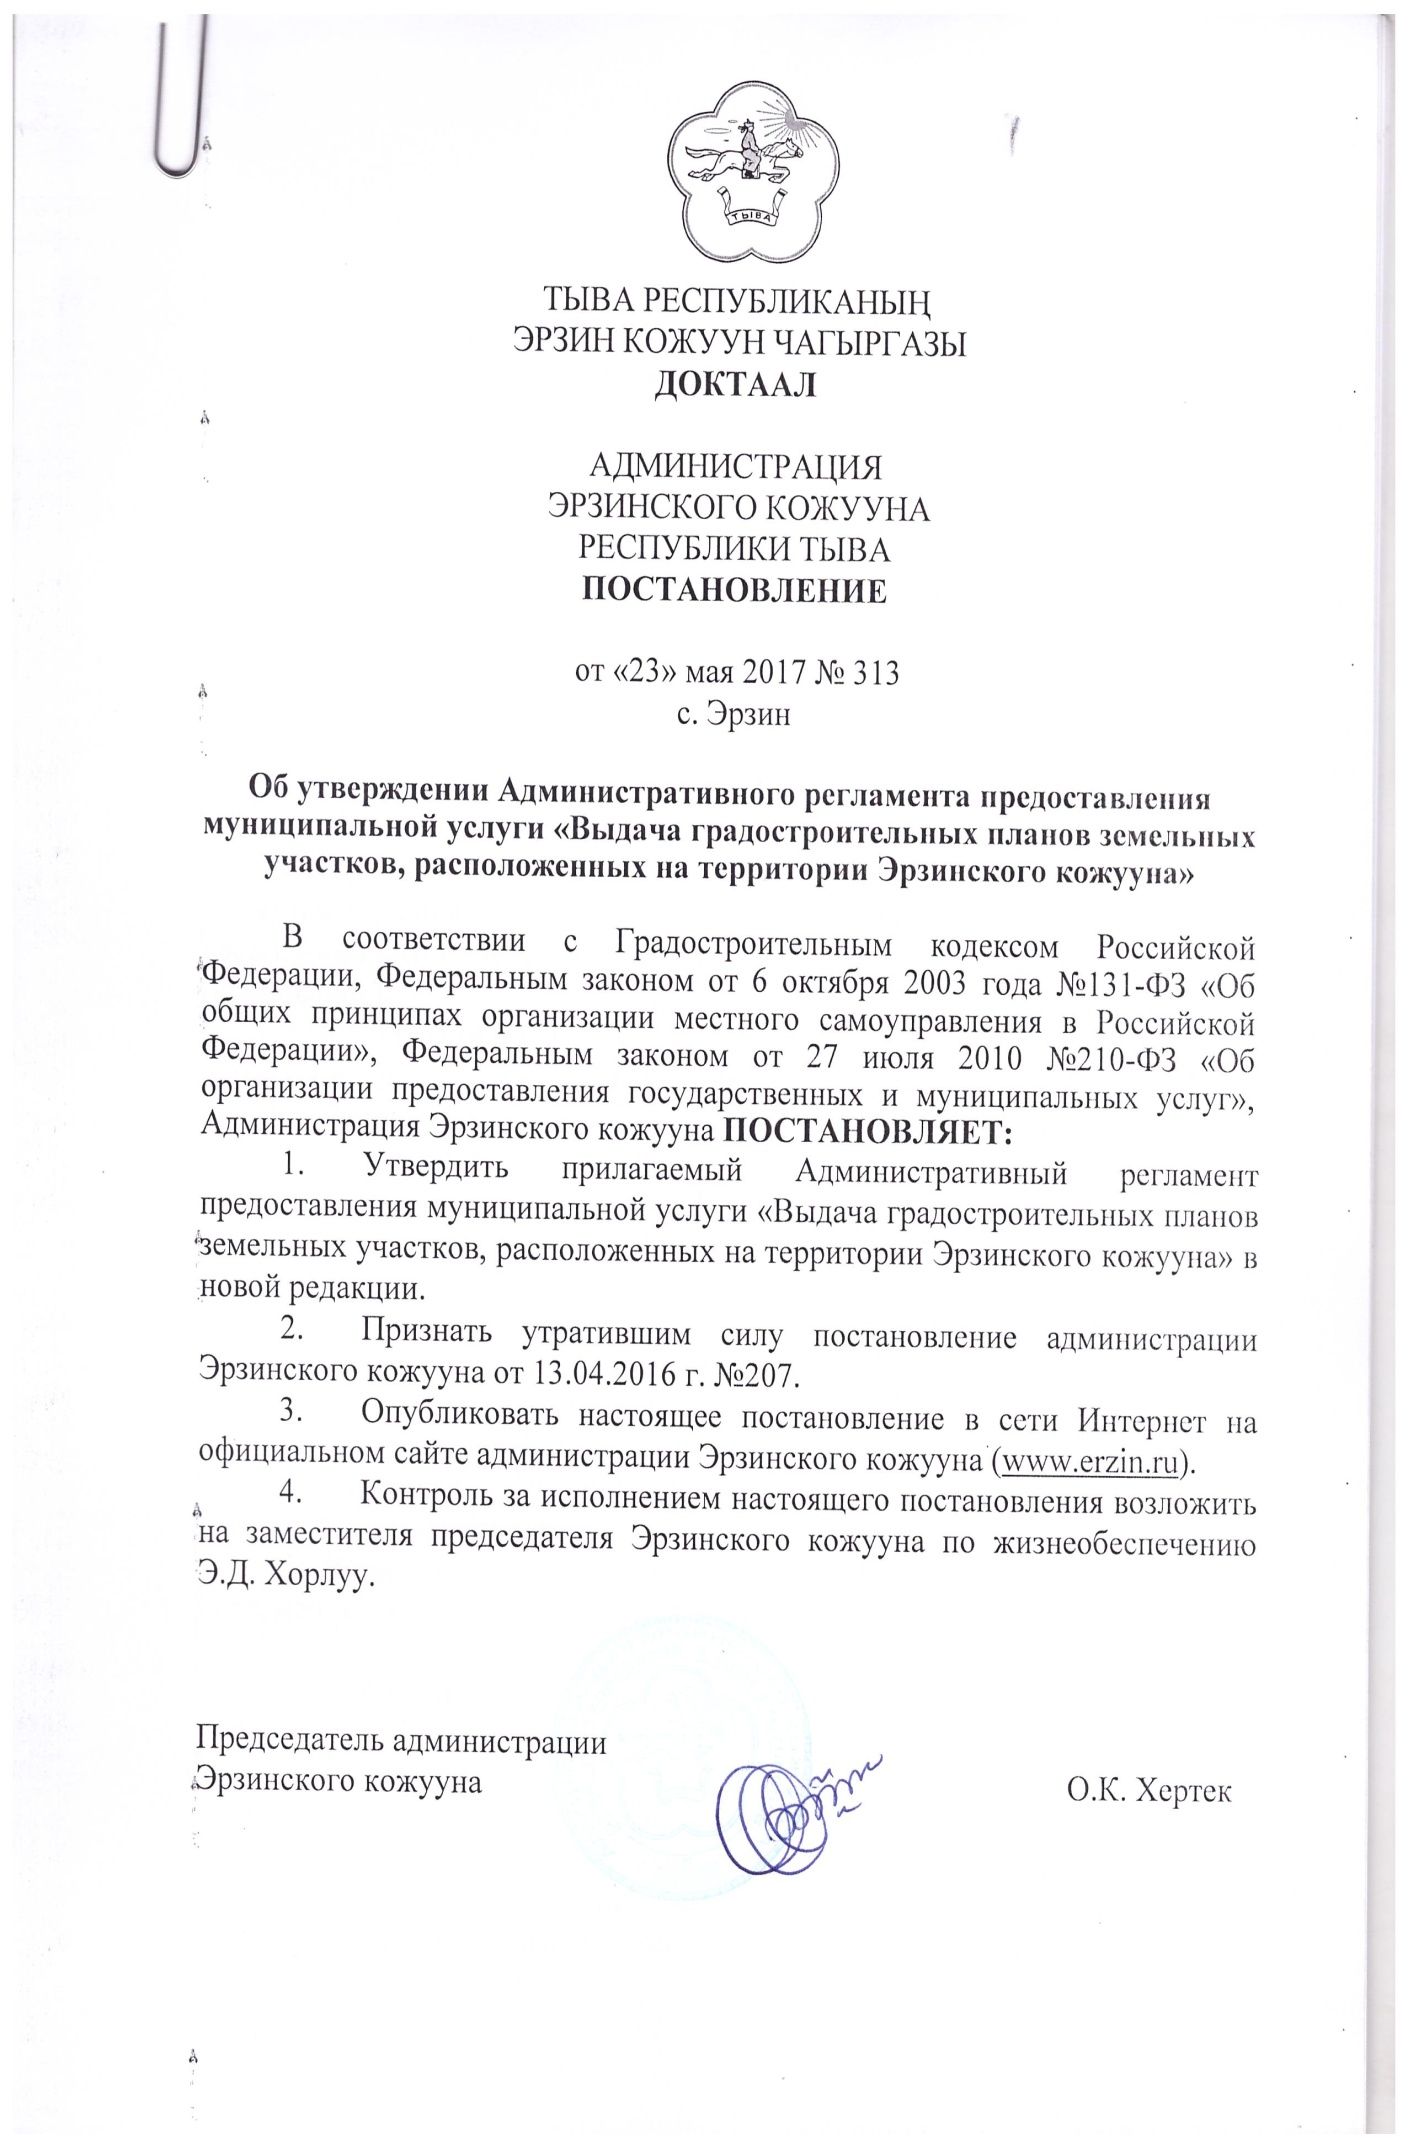 ТЫВА
ТЫВА РЕСПУБЛИКАНЫҢ
ЭРЗИН КОЖУУН ЧАГЫРГАЗЫ
ДОКТААЛ
АДМИНИСТРАЦИЯ
ЭРЗИНСКОГО КОЖУУНА
РЕСПУБЛИКИ ТЫВА
ПОСТАНОВЛЕНИЕ
от «23» мая 2017 № 313
с. Эрзин
Об утверждении Административного регламента предоставления
муниципальной услуги «Выдача градостроительных планов земельных
участков, расположенных на территории Эрзинского кожууна»
В соответствии с Градостроительным кодексом Российской
Федерации, Федеральным законом от 6 октября 2003 года №131-ФЗ «Об
общих принципах организации местного самоуправления в Российской
Федерации», Федеральным законом от 27 июля 2010 №210-ФЗ «Об
организации предоставления государственных и муниципальных услуг»,
Администрация Эрзинского кожууна ПОСТАНОВЛЯЕТ:
1. Утвердить прилагаемый Административный регламент
предоставления муниципальной услуги «Выдача градостроительных планов
земельных участков, расположенных на территории Эрзинского кожууна» в
новой редакции.
2. Признать утратившим силу постановление администрации
Эрзинского кожууна от 13.04.2016 г. №207.
3. Опубликовать настоящее постановление в сети Интернет на
официальном сайте администрации Эрзинского кожууна (www.erzin.ru).
4. Контроль за исполнением настоящего постановления возложить
на заместителя председателя Эрзинского кожууна по жизнеобеспечению
Э.Д. Хорлуу.
Председатель администрации
Эрзинского кожууна О.К. Хертек